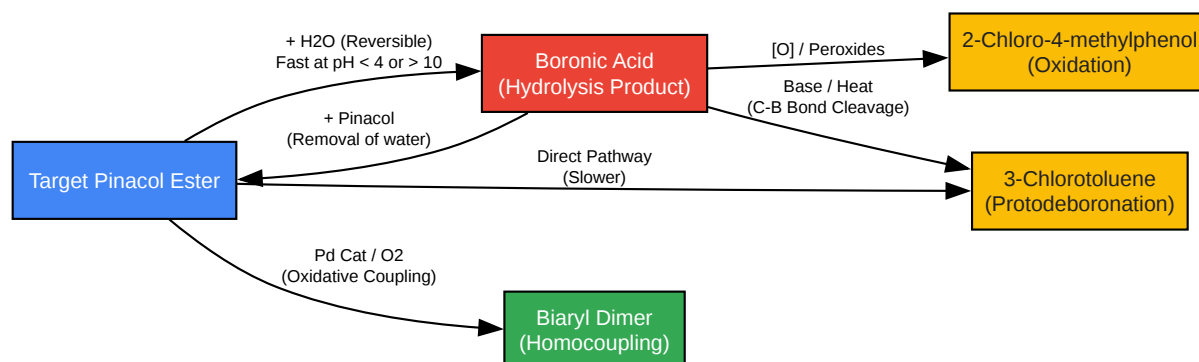 + H2O (Reversible)
Fast at pH < 4 or > 10
Boronic Acid
(Hydrolysis Product)
[O] / Peroxides
2-Chloro-4-methylphenol
(Oxidation)
Base / Heat
(C-B Bond Cleavage)
+ Pinacol
(Removal of water)
Target Pinacol Ester
Direct Pathway
(Slower)
3-Chlorotoluene
(Protodeboronation)
Pd Cat / O2
(Oxidative Coupling)
Biaryl Dimer
(Homocoupling)